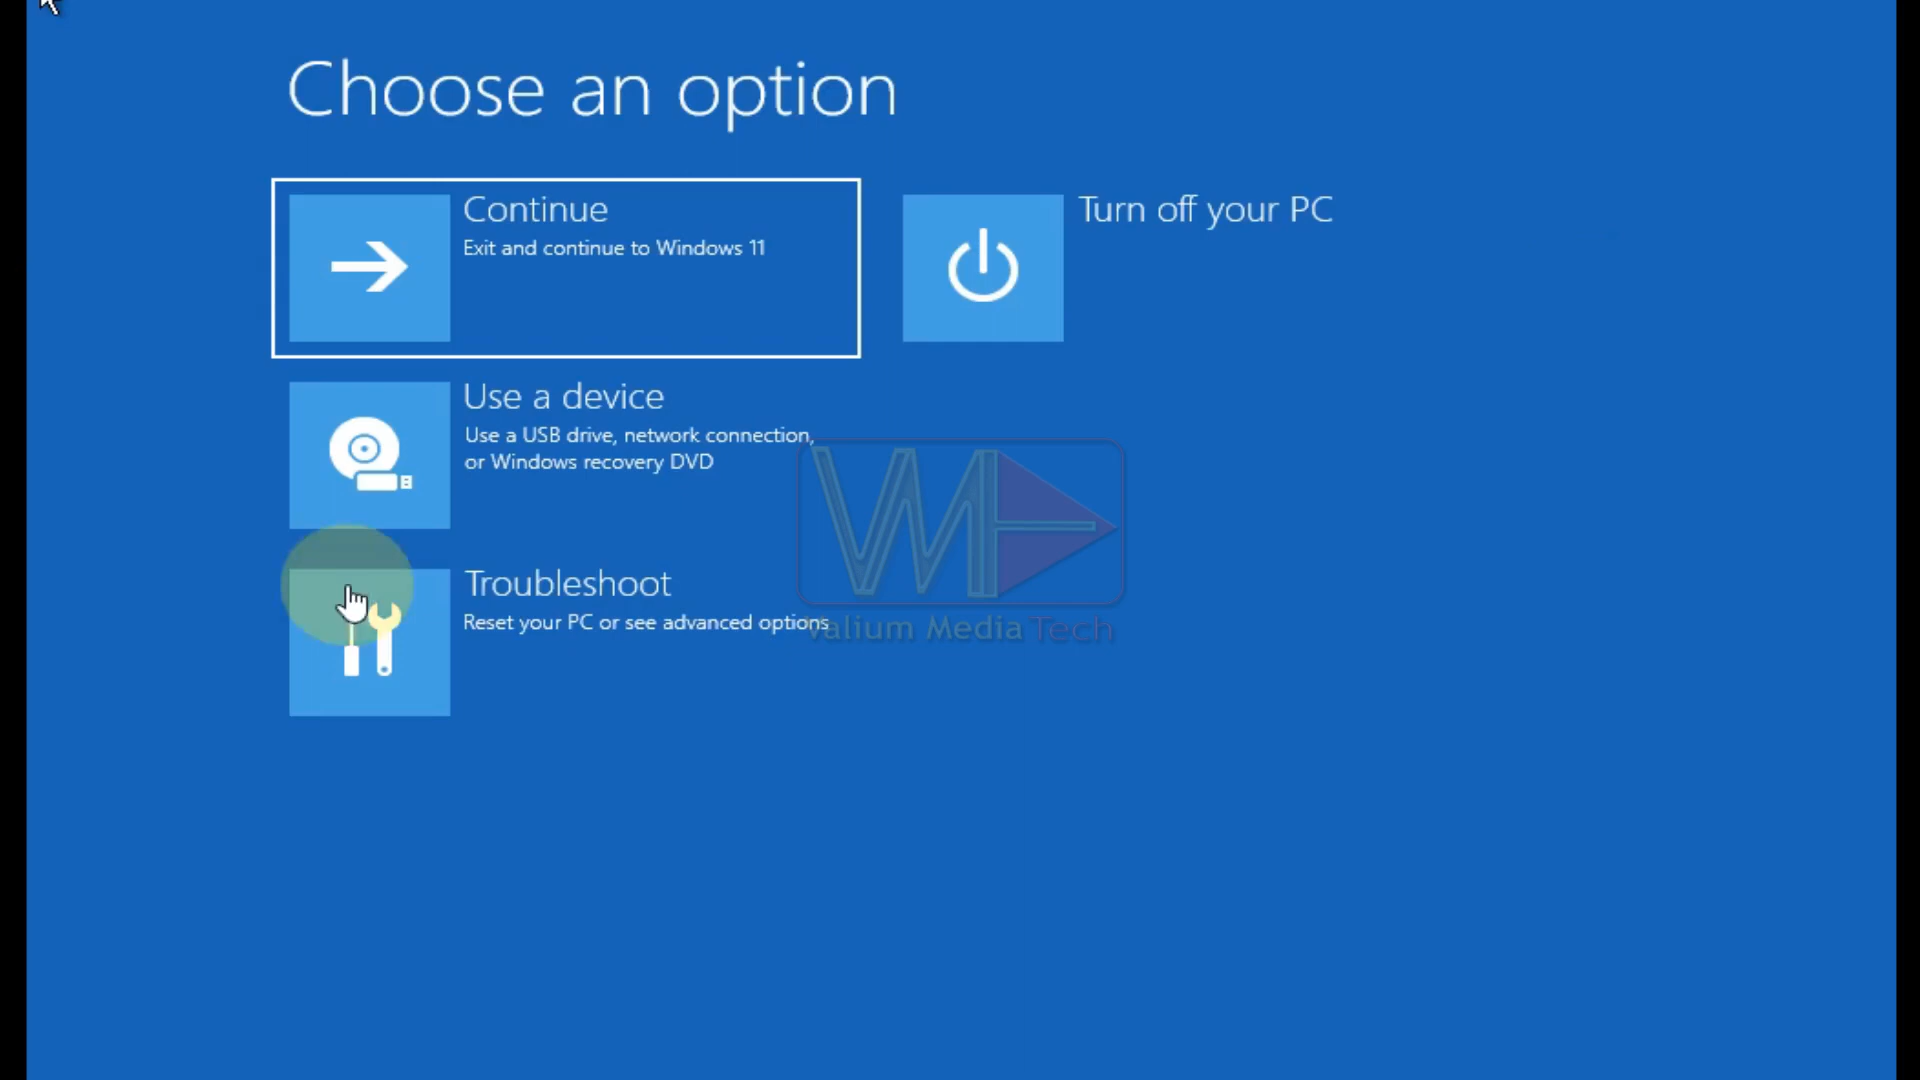 Choose an option
Continue
Exit and continue to Windows 11
Turn off your PC
Use a device
Use a USB drive, network connection,
or Windows recovery DVD
VM
Troubleshoot
Reset your PC or see advanced options
Valium Media Tech